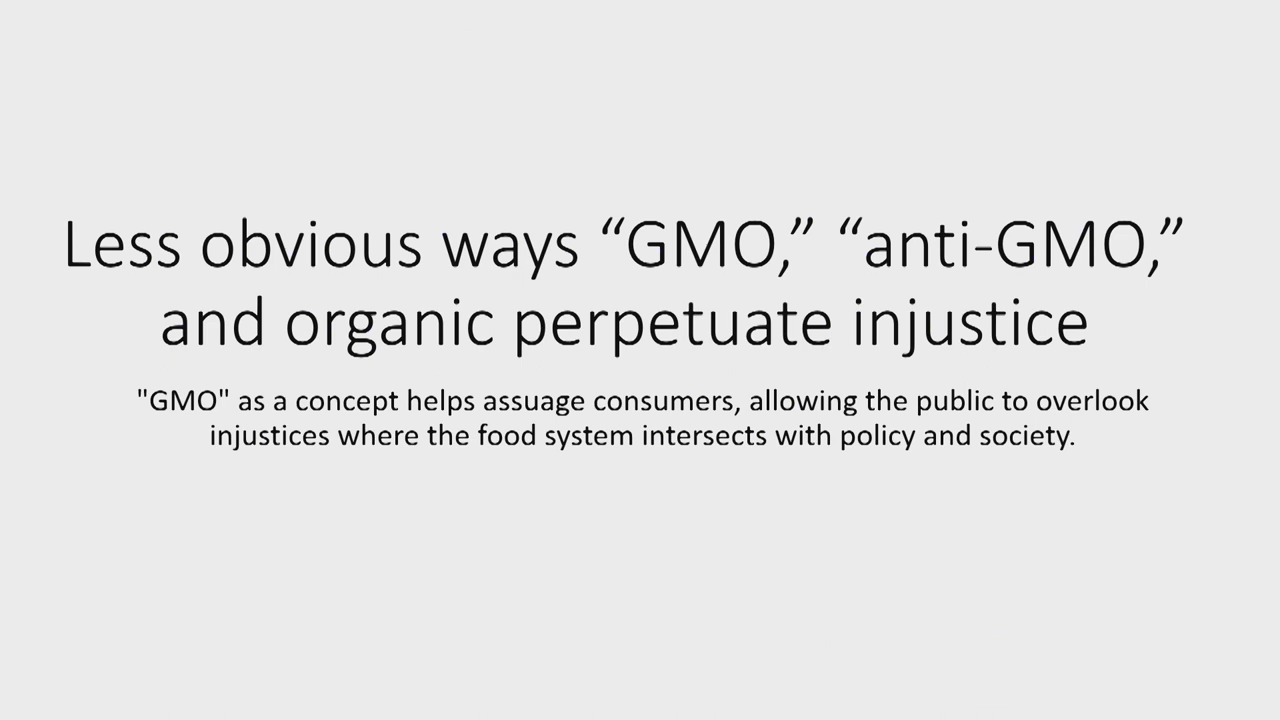 Less obvious ways “GMO,” “anti-GMO,”
and organic perpetuate injustice
"GMO" as a concept helps assuage consumers, allowing the public to overlook
injustices where the food system intersects with policy and society.